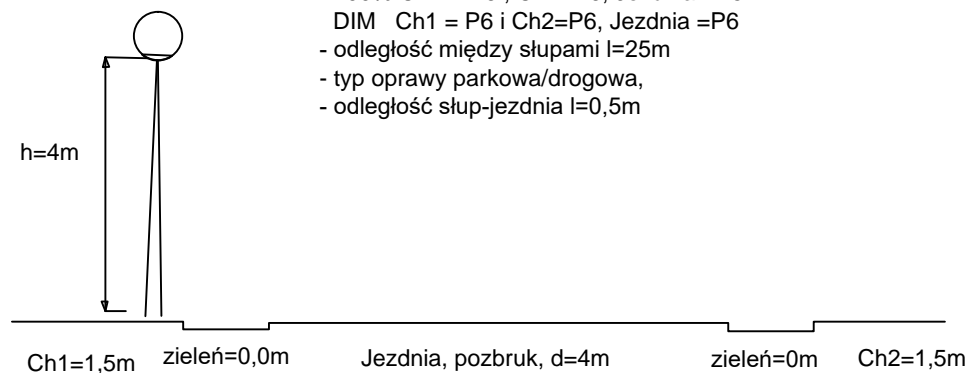 DIM Ch1 = P6 i Ch2=P6, Jezdnia =P6
- odległość między słupami l=25m
- typ oprawy parkowa/drogowa,
- odległość słup-jezdnia l=0,5m
h=4m
Ch1=1,5m zieleń=0,0m Jezdnia, pozbruk, d=4m zieleń=0m Ch2=1,5m